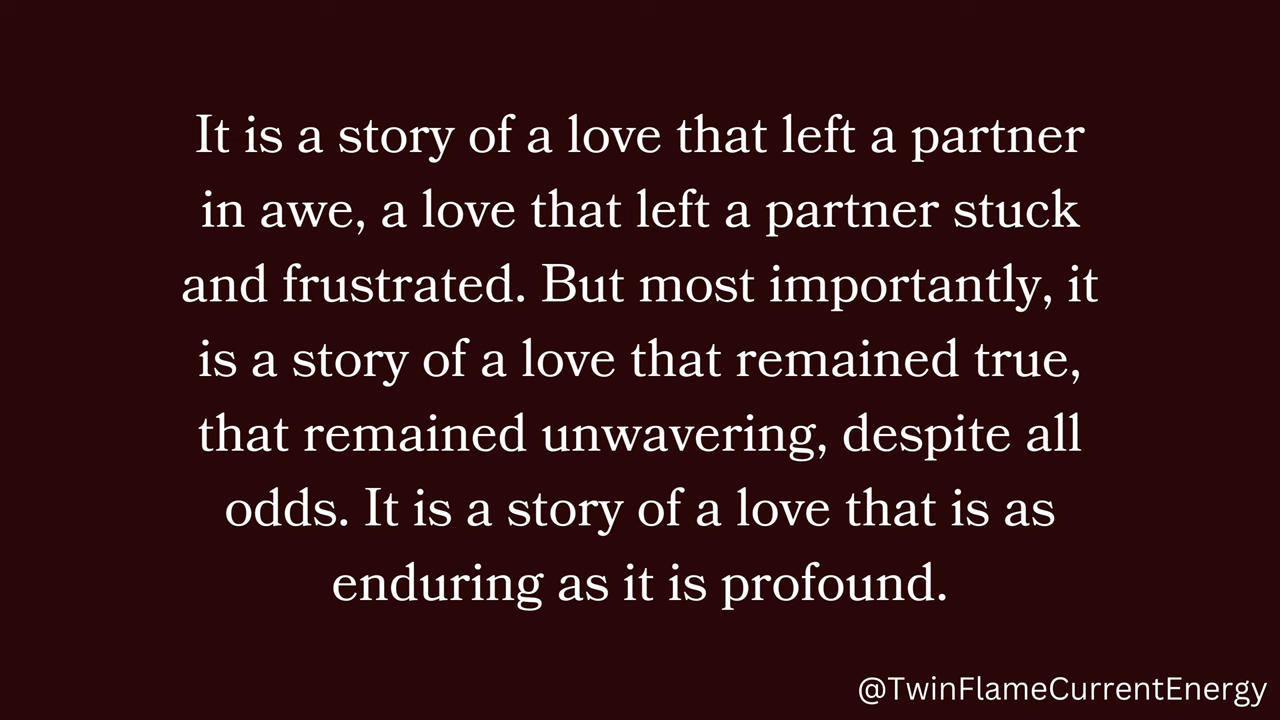 It is a story of a love that left a partner
in awe, a love that left a partner stuck
and frustrated. But most importantly, it
is a story of a love that remained true,
that remained unwavering, despite all
odds. It is a story of a love that is as
enduring as it is profound.
@TwinFlameCurrentEnergy